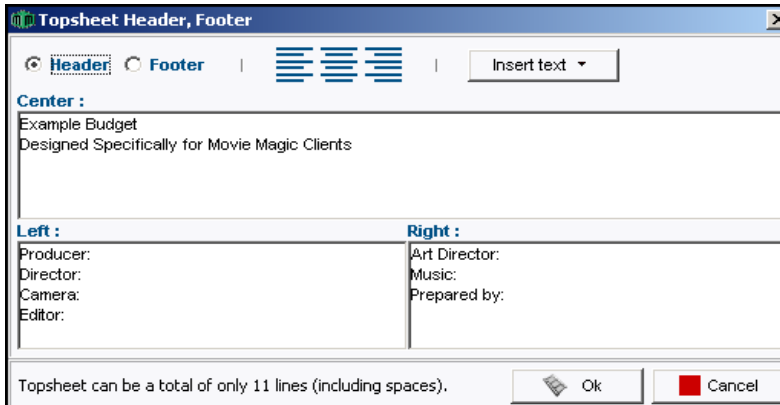 Topsheet Header, Footer
Header Footer | | Insert text
Center :
Example Budget
Designed Specifically for Movie Magic Clients
Left : Right :
Producer:
Director:
Camera:
Editor:
Art Director:
Music:
Prepared by:
Topsheet can be a total of only 11 lines (including spaces). Ok Cancel